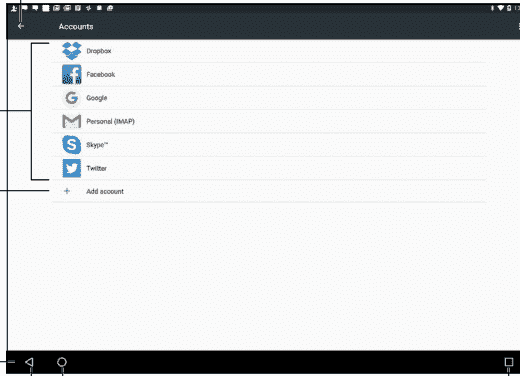 Accounts
Dropbox
Facebook
Google
Personal (IMAP)
Skype™
Twitter
Add account